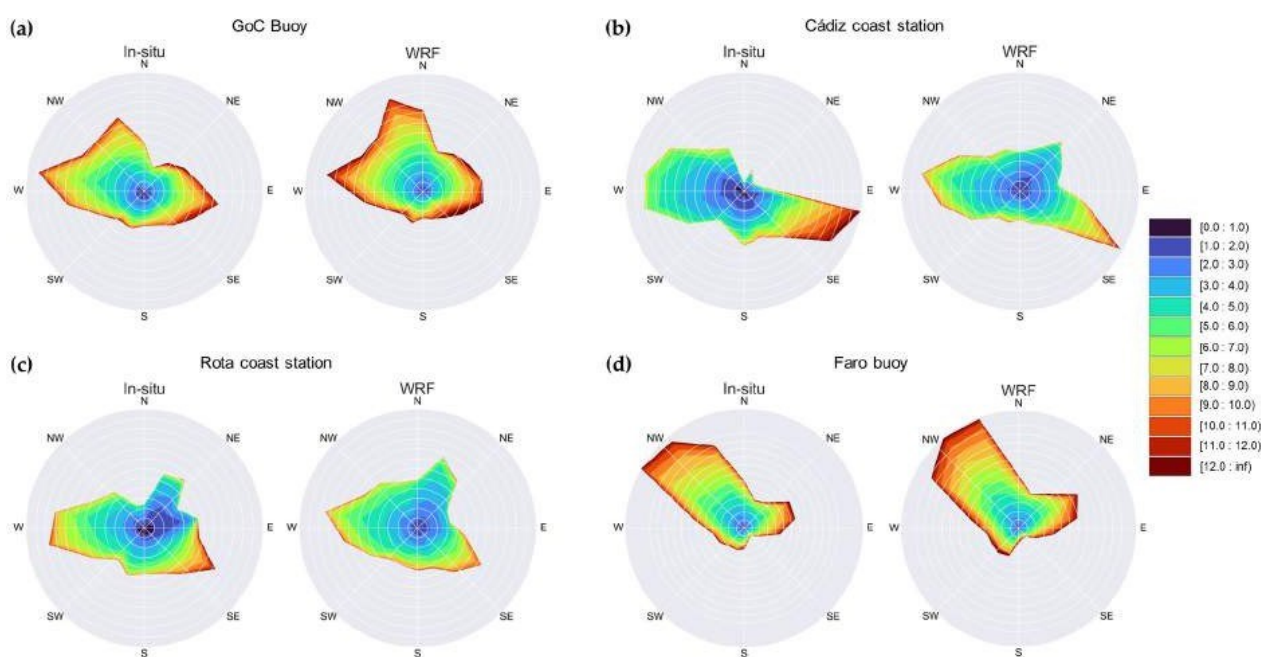 (a)
GoC Buoy
In-situ
N
NW
NE
W
E
SW
SE
S
WRF
N
NW
NE
W
E
SW
SE
S
(b)
Cádiz coast station
In-situ
N
NW
NE
W
E
SW
SE
S
WRF
N
NW
NE
W
E
SW
SE
S
[0.0 : 1.0)
[1.0 : 2.0)
[2.0 : 3.0)
[3.0 : 4.0)
[4.0 : 5.0)
[5.0 : 6.0)
[6.0 : 7.0)
[7.0 : 8.0)
[8.0 : 9.0)
[9.0 : 10.0)
[10.0 : 11.0)
[11.0 : 12.0)
[12.0 : inf)
(c)
Rota coast station
In-situ
N
NW
NE
W
E
SW
SE
S
WRF
N
NW
NE
W
E
SW
SE
S
(d)
Faro buoy
In-situ
N
NW
NE
W
E
SW
SE
S
WRF
N
NW
NE
W
E
SW
SE
S